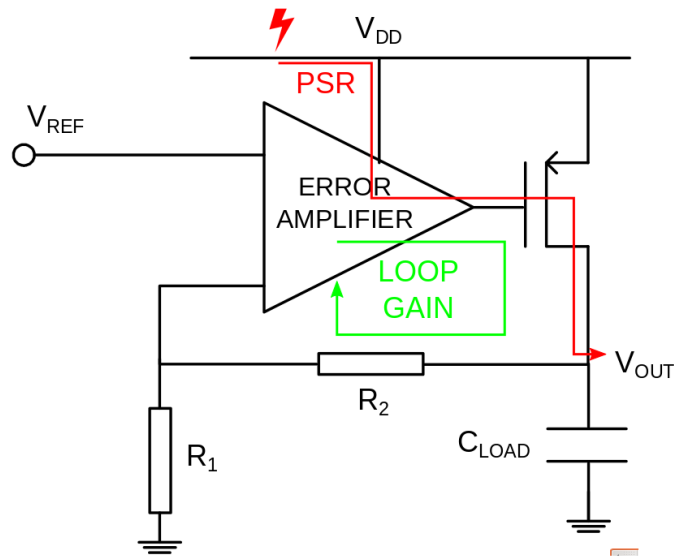 V_DD
PSR
V_REF
ERROR
AMPLIFIER
LOOP
GAIN
V_OUT
R_2
C_LOAD
R_1